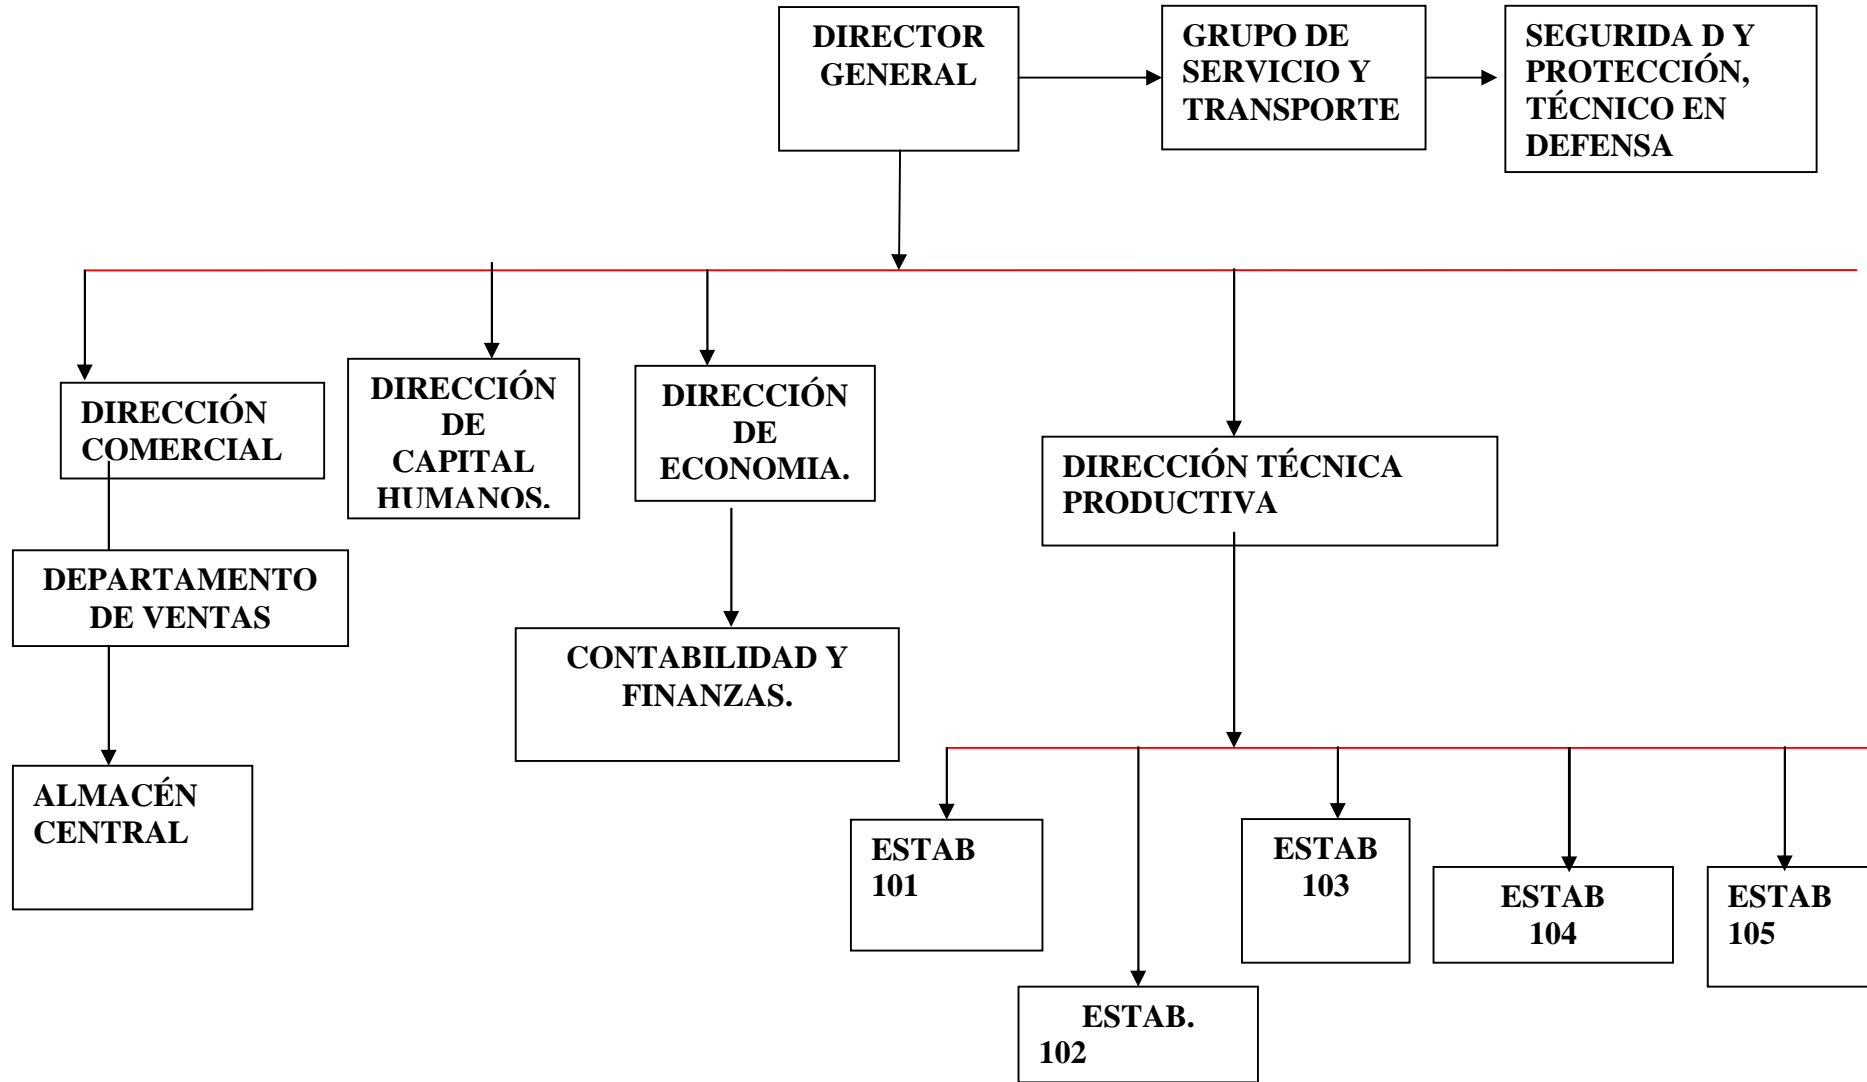 DIRECTOR
GENERAL
GRUPO DE
SERVICIO Y
TRANSPORTE
SEGURIDA D Y
PROTECCIÓN,
TÉCNICO EN
DEFENSA
DIRECCIÓN
COMERCIAL
DIRECCIÓN
DE
CAPITAL
HUMANOS.
DIRECCIÓN
DE
ECONOMIA.
DIRECCIÓN TÉCNICA
PRODUCTIVA
DEPARTAMENTO
DE VENTAS
CONTABILIDAD Y
FINANZAS.
ALMACÉN
CENTRAL
ESTAB
101
ESTAB.
102
ESTAB
103
ESTAB
104
ESTAB
105